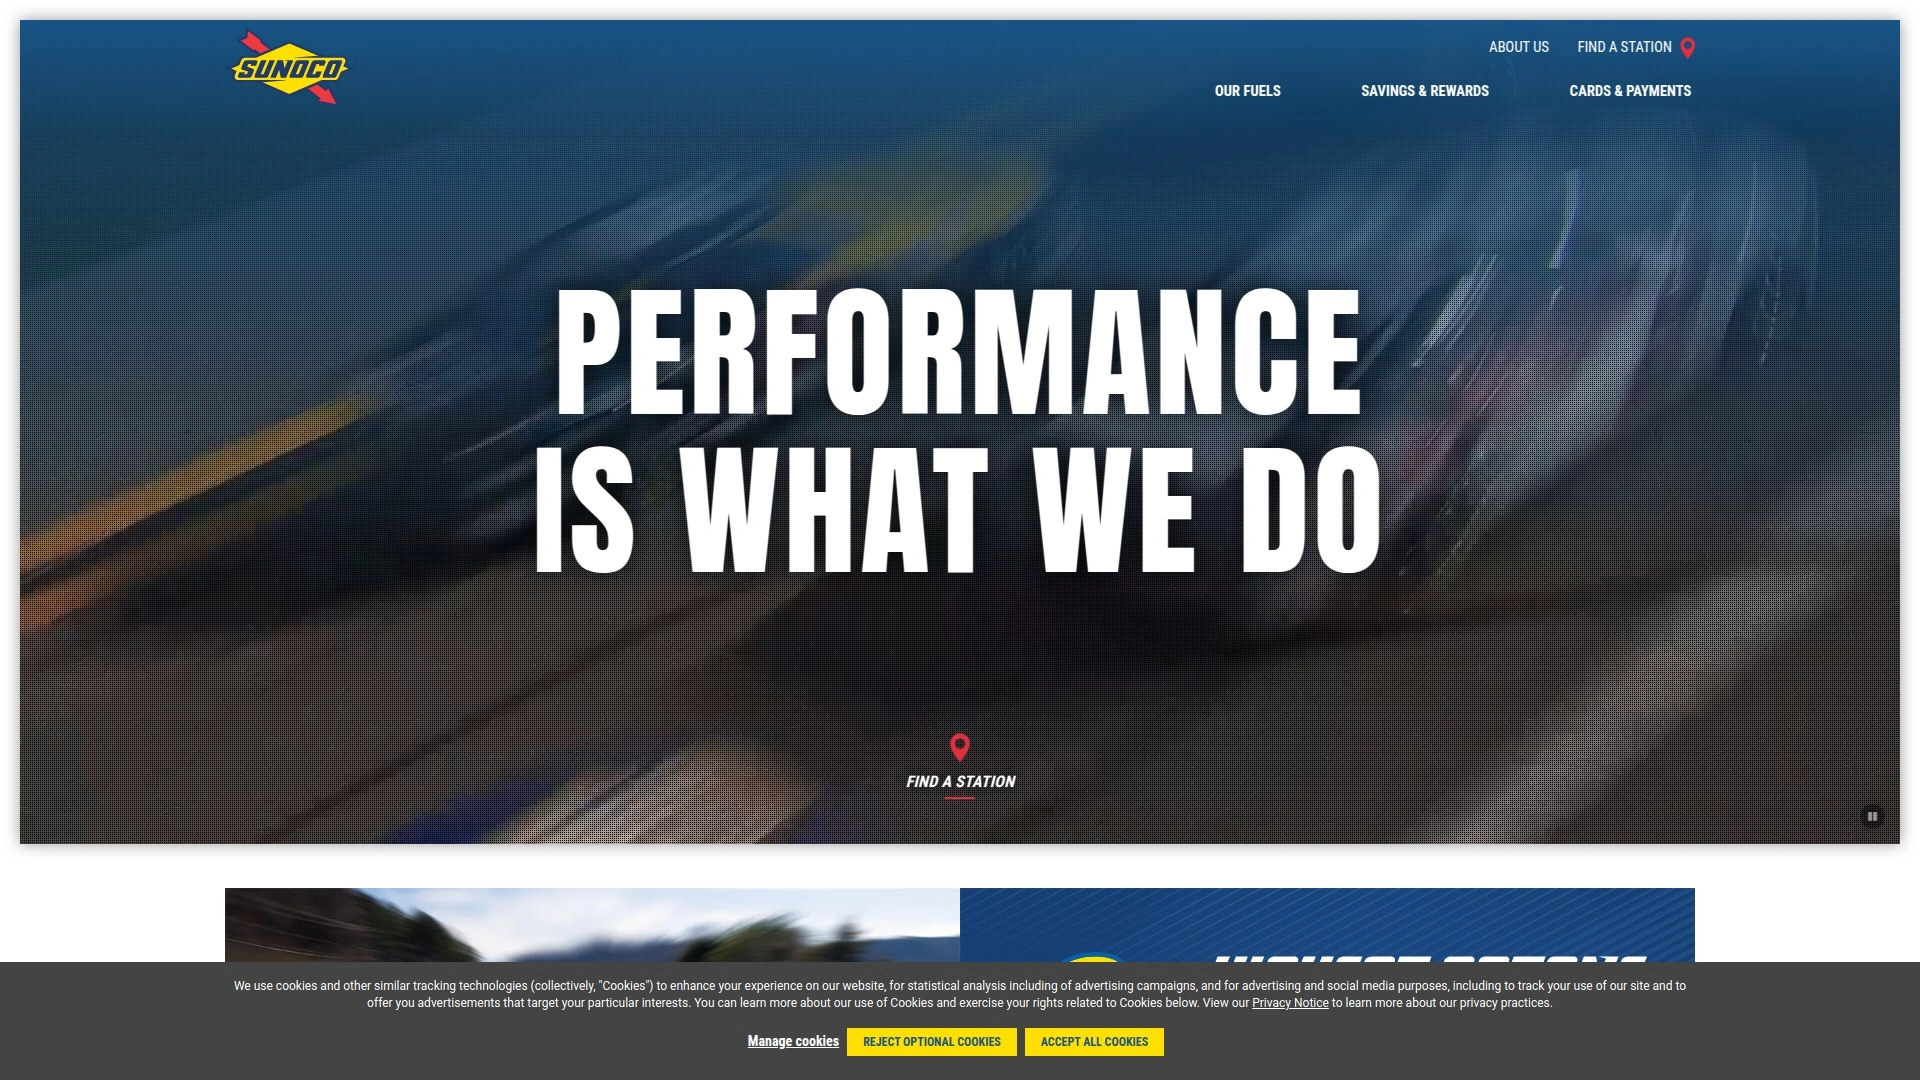 SUNOCO
ABOUT US
FIND A STATION
OUR FUELS
SAVINGS & REWARDS
CARDS & PAYMENTS
PERFORMANCE
IS WHAT WE DO
FIND A STATION
We use cookies and other similar tracking technologies (collectively, "Cookies") to enhance your experience on our website, for statistical analysis including of advertising campaigns, and for advertising and social media purposes, including to track your use of our site and to
offer you advertisements that target your particular interests. You can learn more about our use of Cookies and exercise your rights related to Cookies below. View our Privacy Notice to learn more about our privacy practices.
Manage cookies
REJECT OPTIONAL COOKIES
ACCEPT ALL COOKIES